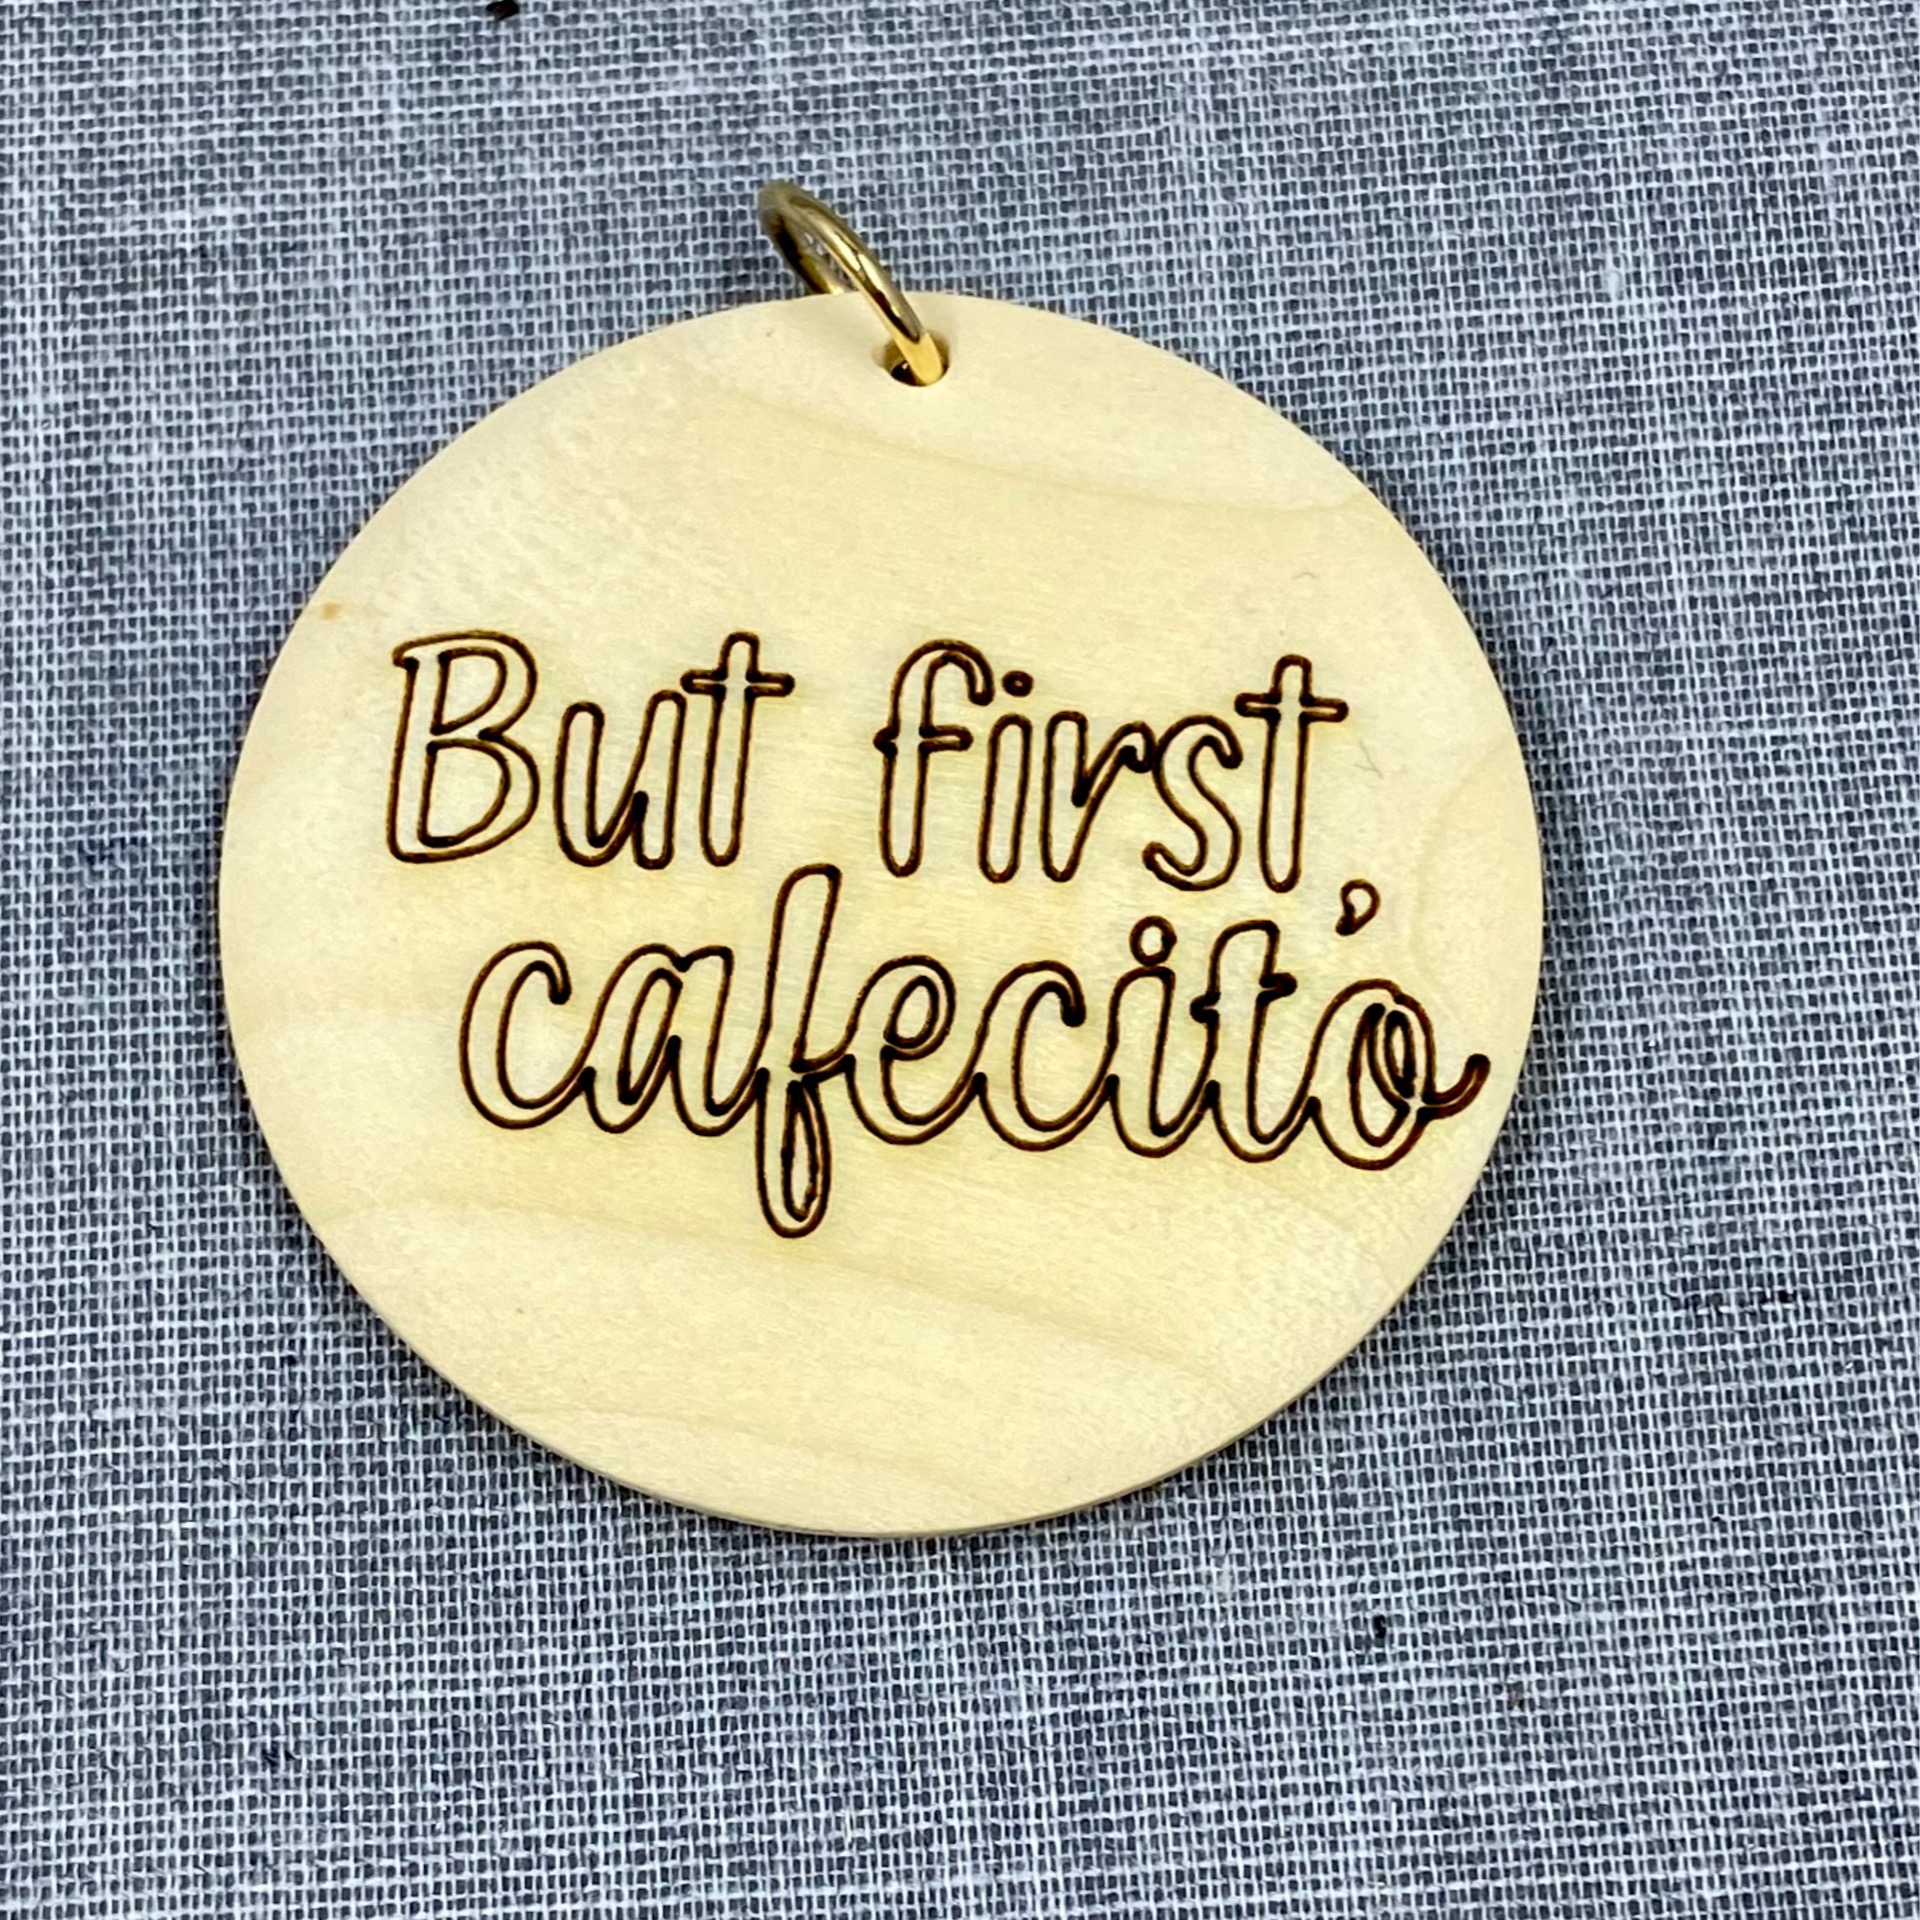 But first,
cafecito